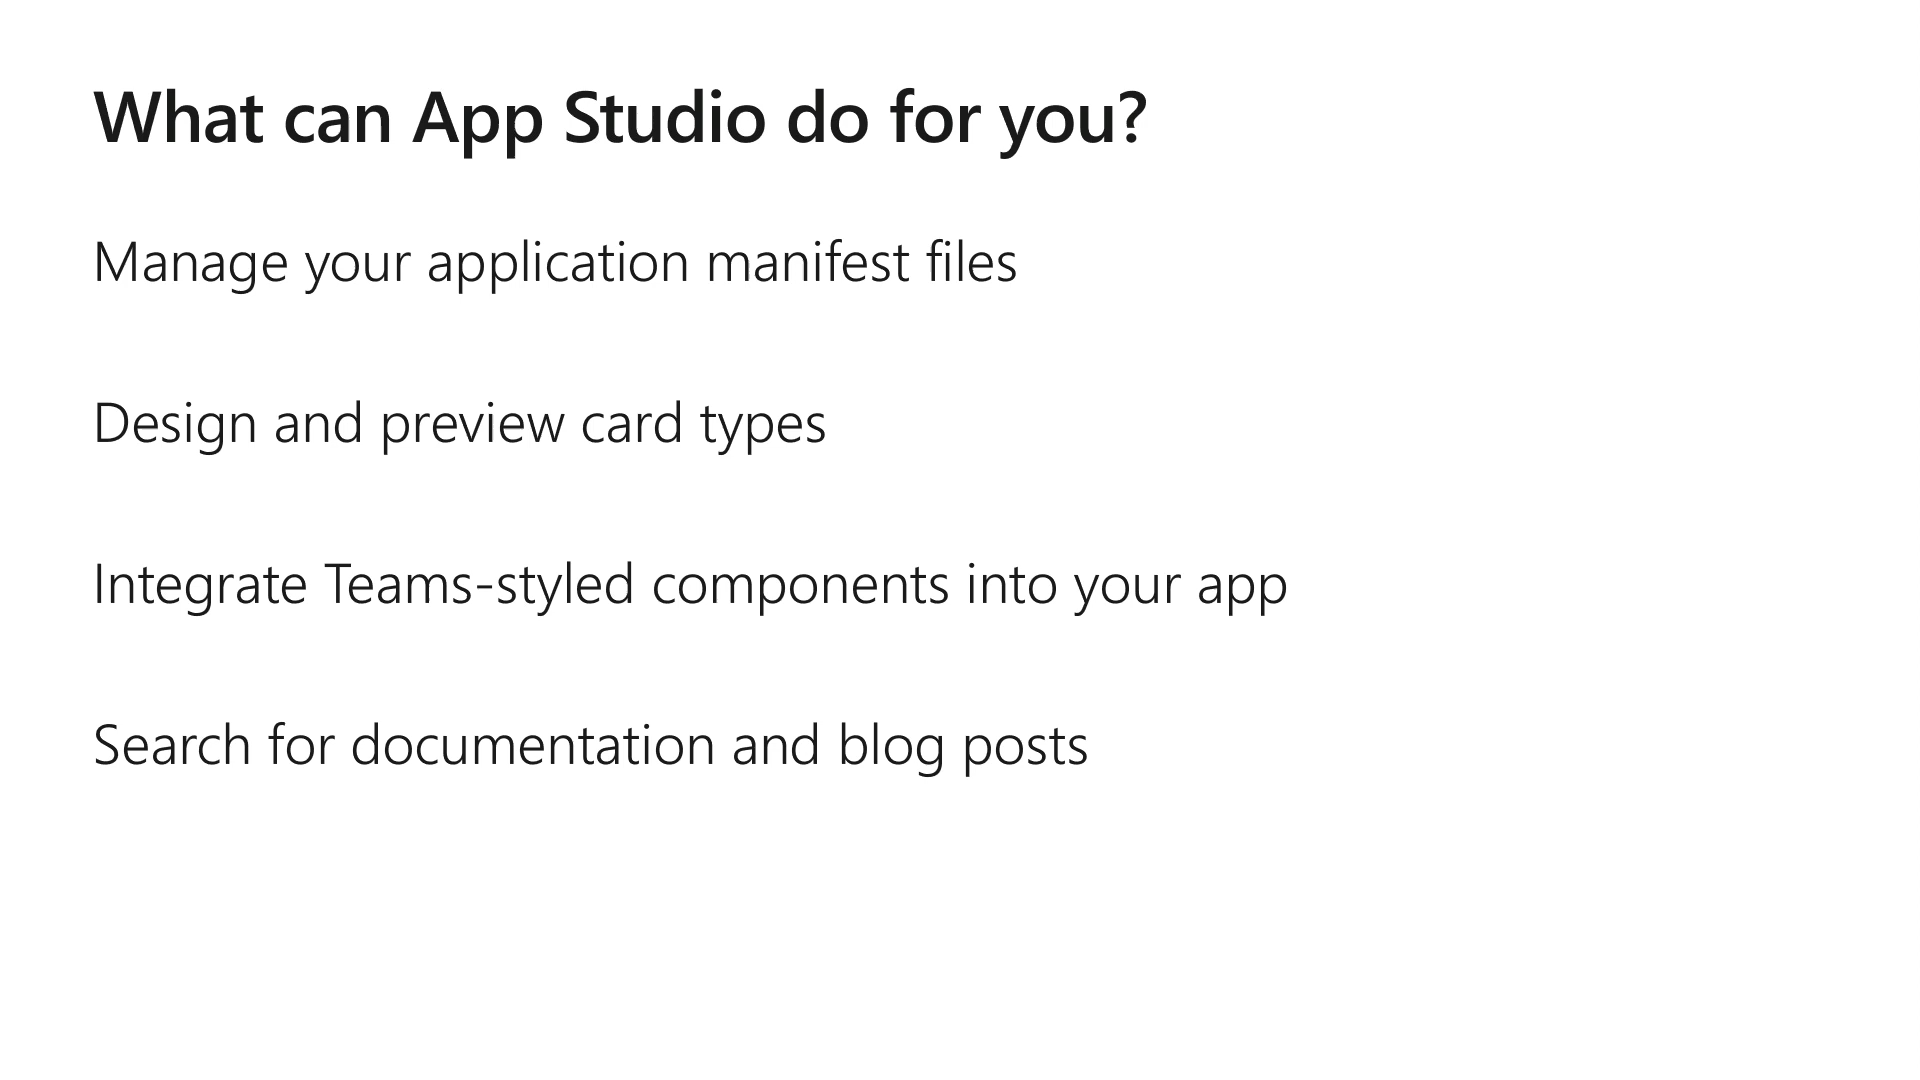 What can App Studio do for you?
Manage your application manifest files
Design and preview card types
Integrate Teams-styled components into your app
Search for documentation and blog posts